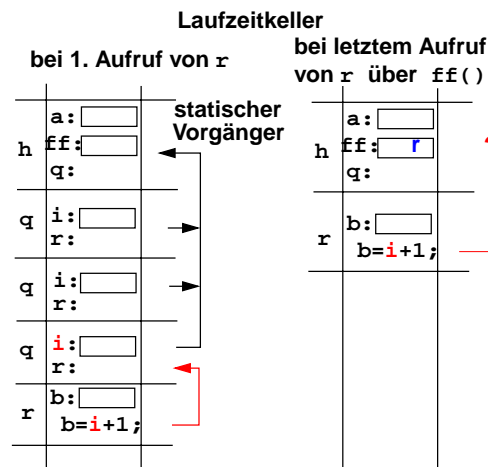 Laufzeitkeller
bei 1. Aufruf von r
statischer
Vorgänger
h
a:
ff:
q:
q
i:
r:
q
i:
r:
q
i:
r:
r
b:
b=i+1;
bei letztem Aufruf
von r über ff()
h
a:
ff: r
q:
r
b:
b=i+1;